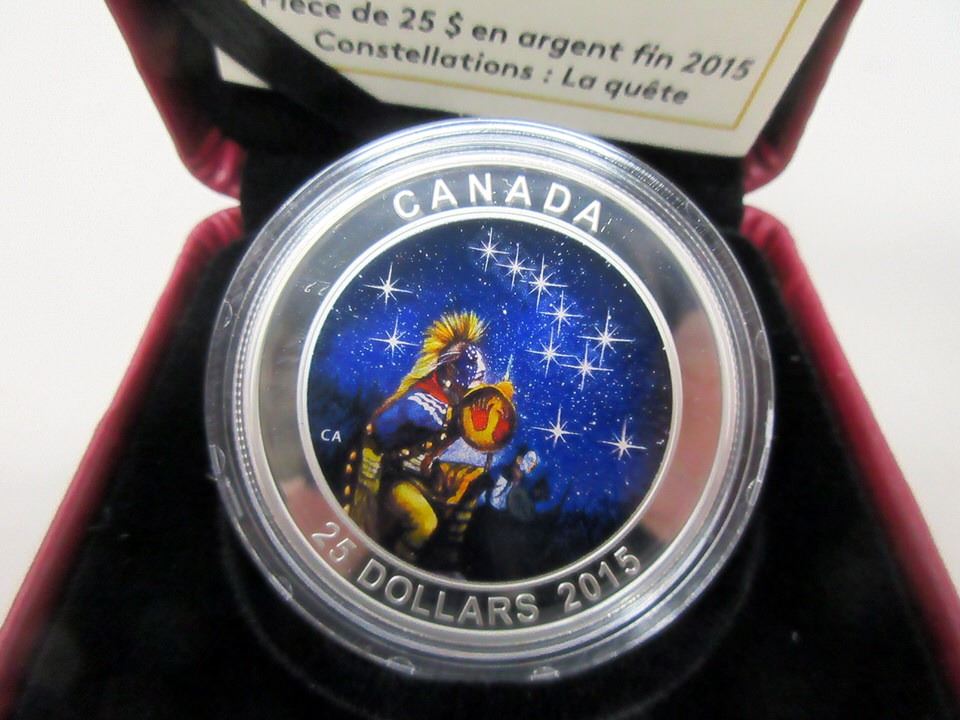 Pièce de 25 $ en argent fin 2015
Constellations : La quête
CANADA
CA
25 DOLLARS 2015